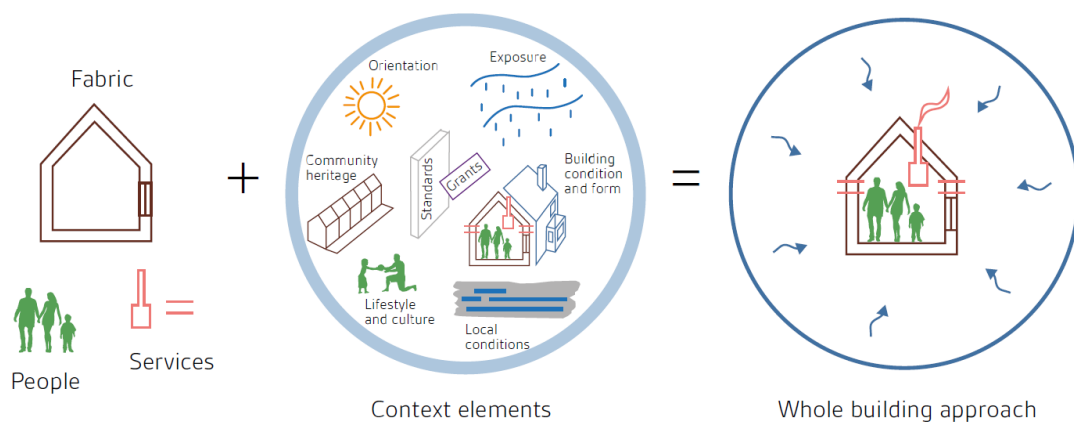 Fabric
People
Services
+
Orientation
Exposure
Community
heritage
Standards
Grants
Building
condition
and form
Lifestyle
and culture
Local
conditions
Context elements
=
Whole building approach